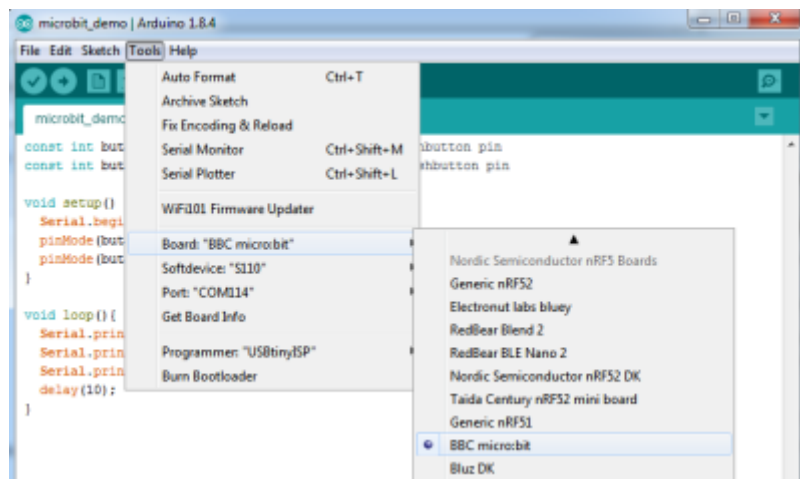 microbit_demo | Arduino 1.8.4
File Edit Sketch Tools Help
microbit_demo
const int but
const int but
void setup()
Serial.begi
pinMode(but
pinMode(but
}
void loop(){
Serial.prin
Serial.prin
Serial.prin
delay(10);
}
Auto Format Ctrl+T
Archive Sketch
Fix Encoding & Reload
Serial Monitor Ctrl+Shift+M
Serial Plotter Ctrl+Shift+L
WiFi101 Firmware Updater
Board: "BBC micro:bit"
Softdevice: "S110"
Port: "COM114"
Get Board Info
Programmer: "USBtinyISP"
Burn Bootloader
hbutton pin
shbutton pin
Nordic Semiconductor nRF5 Boards
Generic nRF52
Electronut labs bluey
RedBear Blend 2
RedBear BLE Nano 2
Nordic Semiconductor nRF52 DK
Taida Century nRF52 mini board
Generic nRF51
BBC micro:bit
Bluz DK